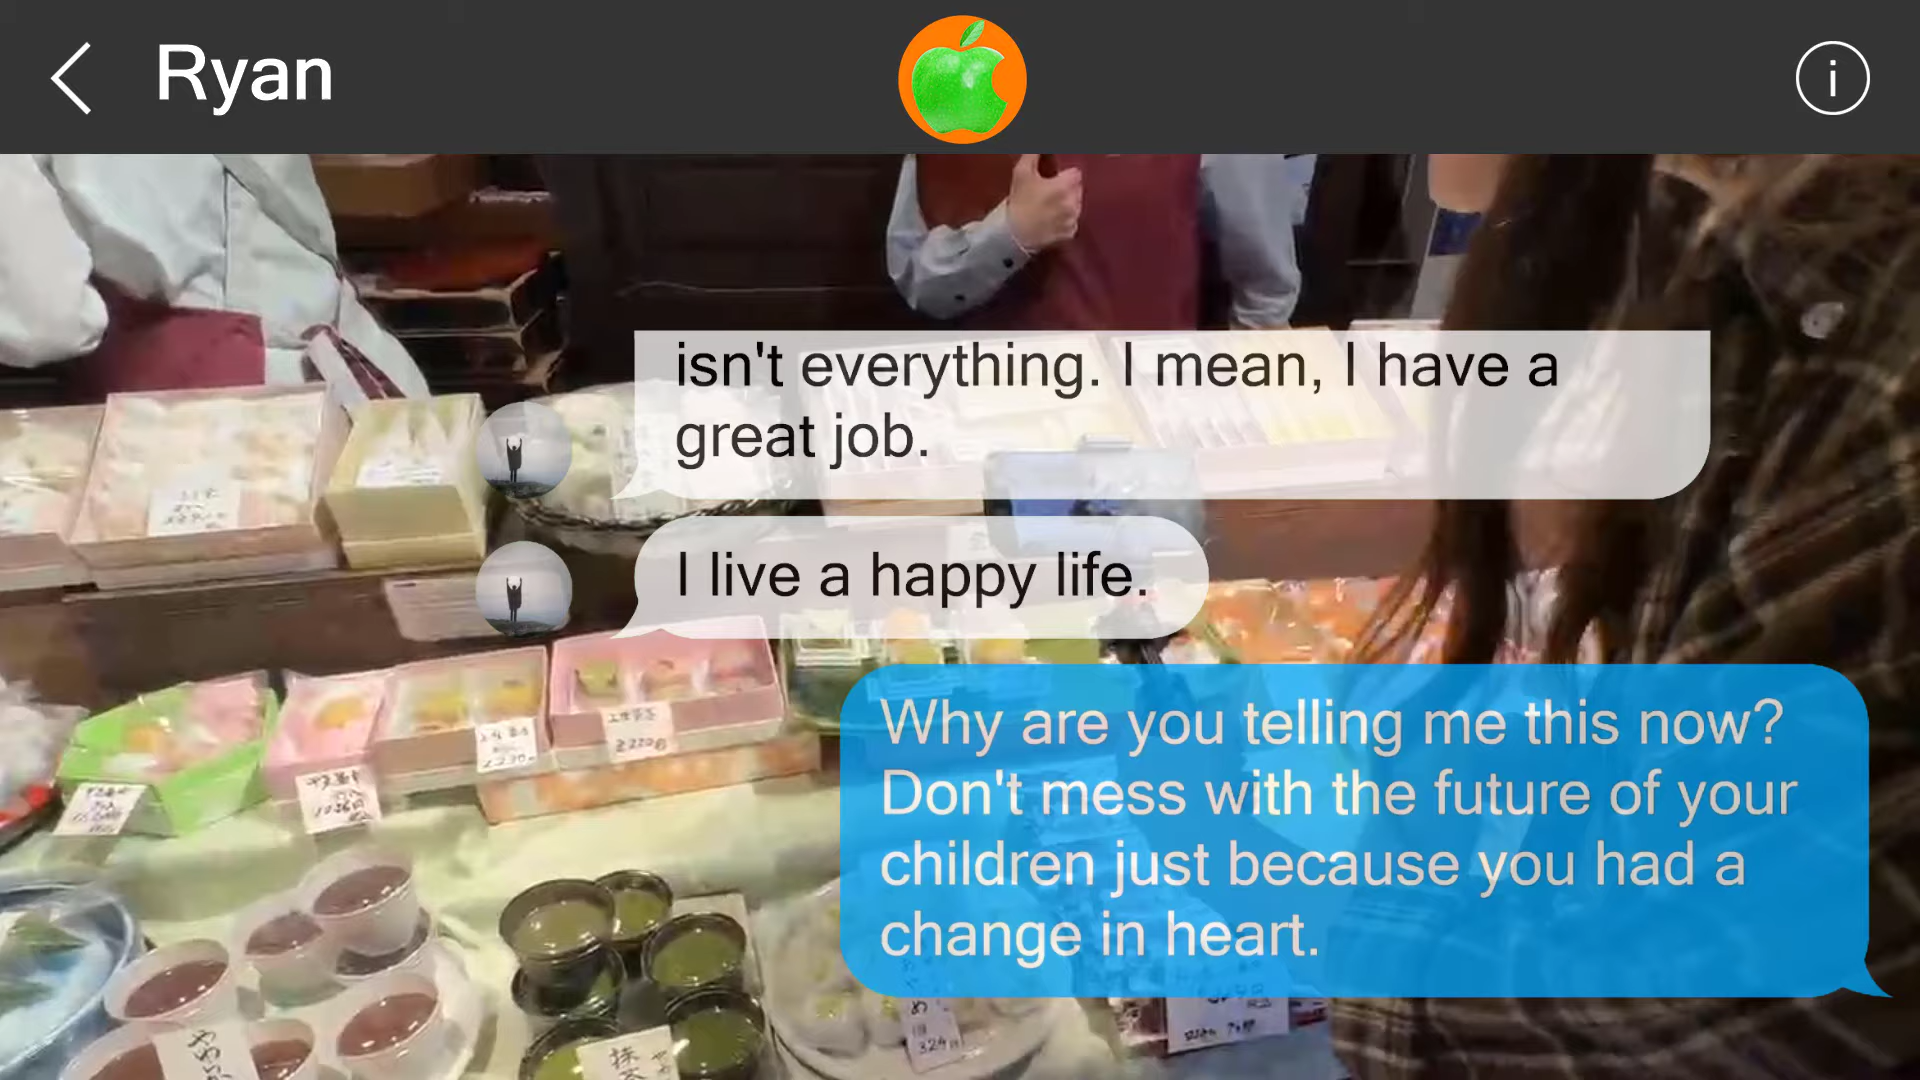 Ryan
isn't everything. I mean, I have a
great job.
I live a happy life.
Why are you telling me this now?
Don't mess with the future of your
children just because you had a
change in heart.